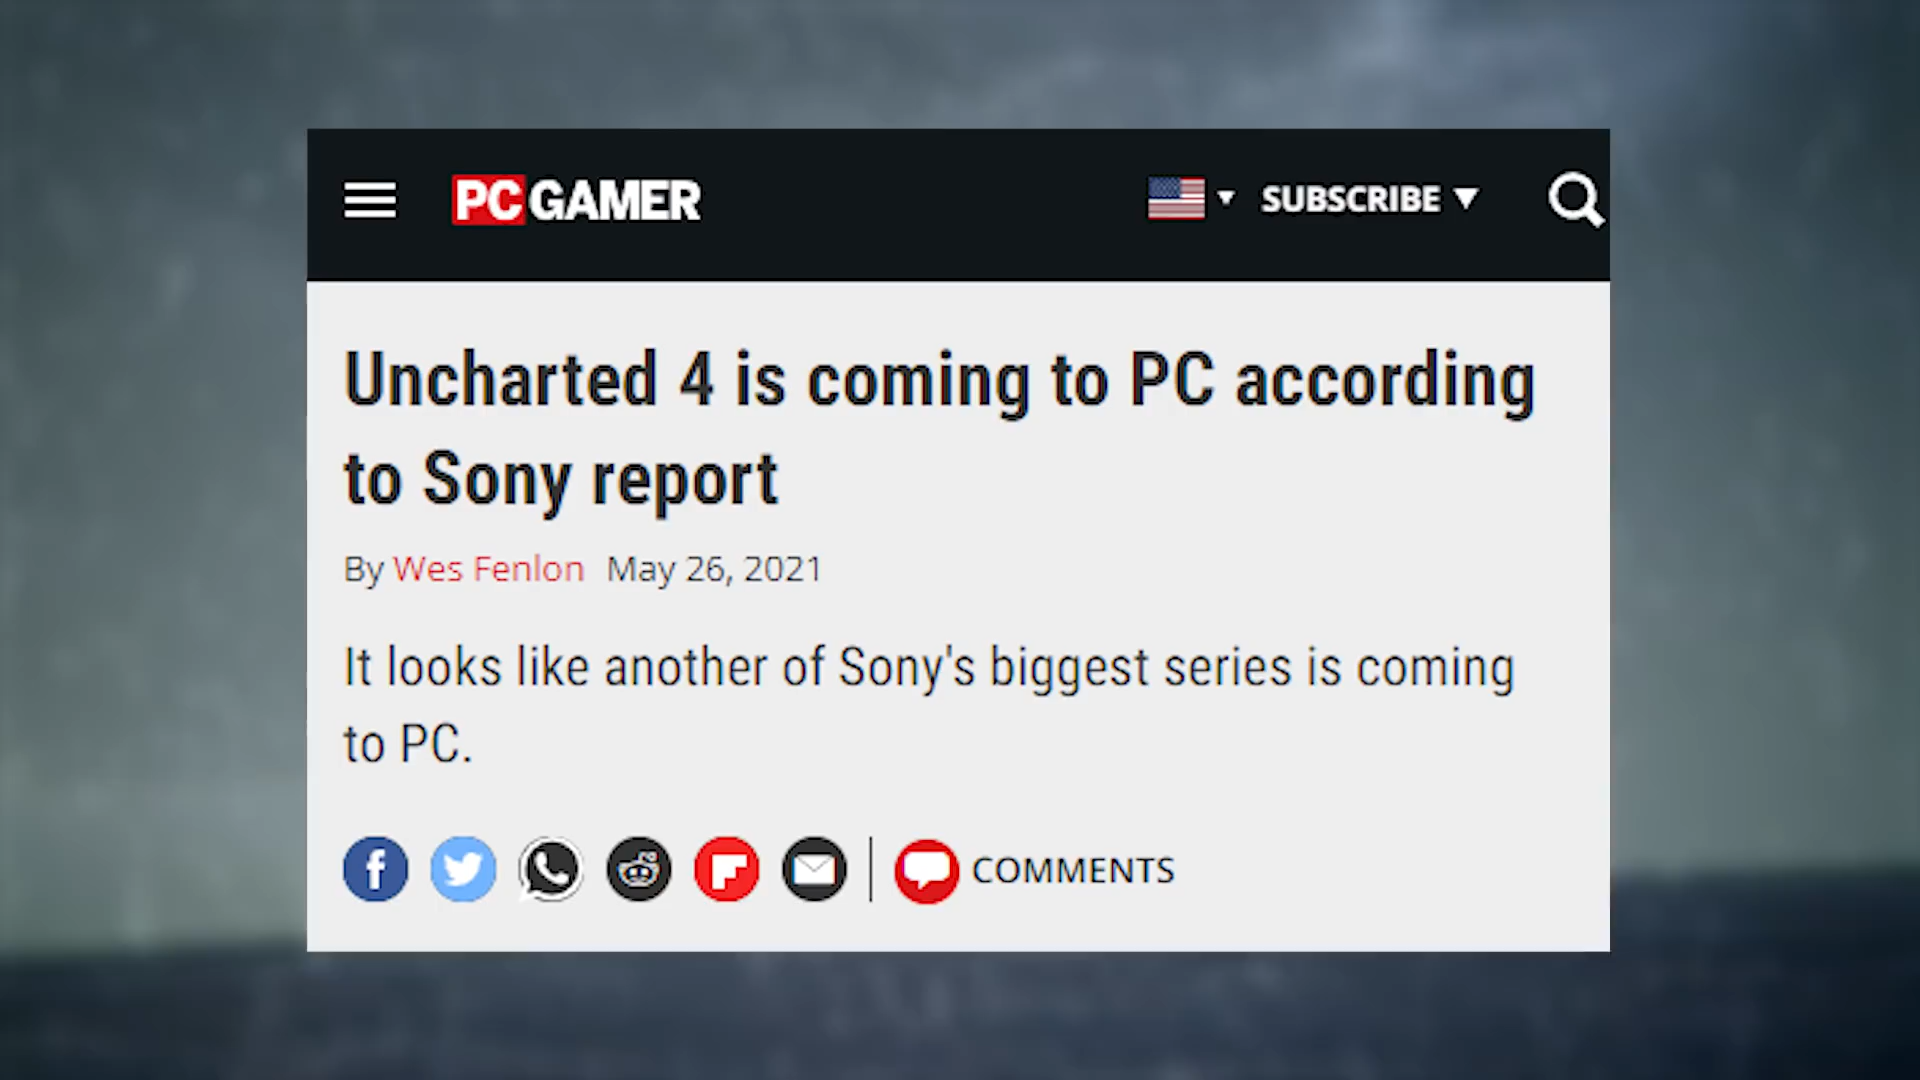 PC GAMER
SUBSCRIBE
Uncharted 4 is coming to PC according
to Sony report
By Wes Fenlon May 26, 2021
It looks like another of Sony's biggest series is coming
to PC.
COMMENTS